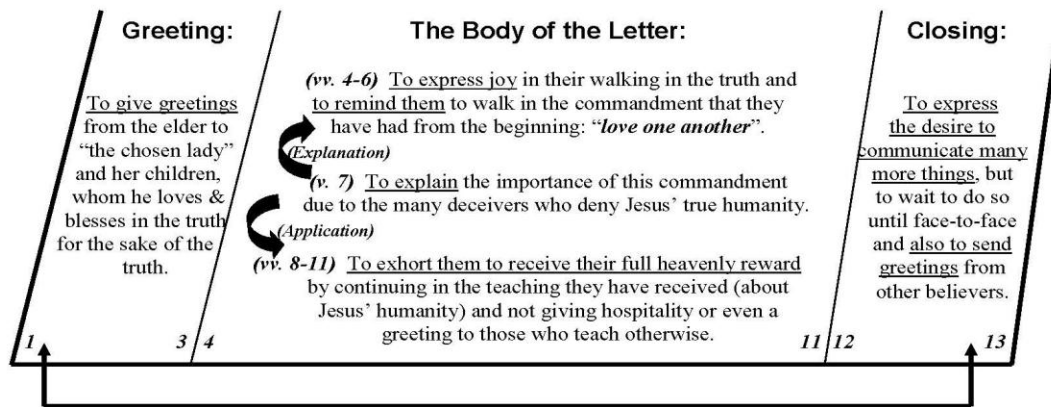 Greeting:
To give greetings
from the elder to
“the chosen lady”
and her children,
whom he loves &
blesses in the truth
for the sake of the
truth.
1
3
The Body of the Letter:
(vv. 4-6) To express joy in their walking in the truth and
to remind them to walk in the commandment that they
have had from the beginning: “love one another”.
(Explanation)
(v. 7) To explain the importance of this commandment
due to the many deceivers who deny Jesus’ true humanity.
(Application)
(vv. 8-11) To exhort them to receive their full heavenly reward
by continuing in the teaching they have received (about
Jesus’ humanity) and not giving hospitality or even a
greeting to those who teach otherwise.
4
11
Closing:
To express
the desire to
communicate many
more things, but
to wait to do so
until face-to-face
and also to send
greetings from
other believers.
12
13